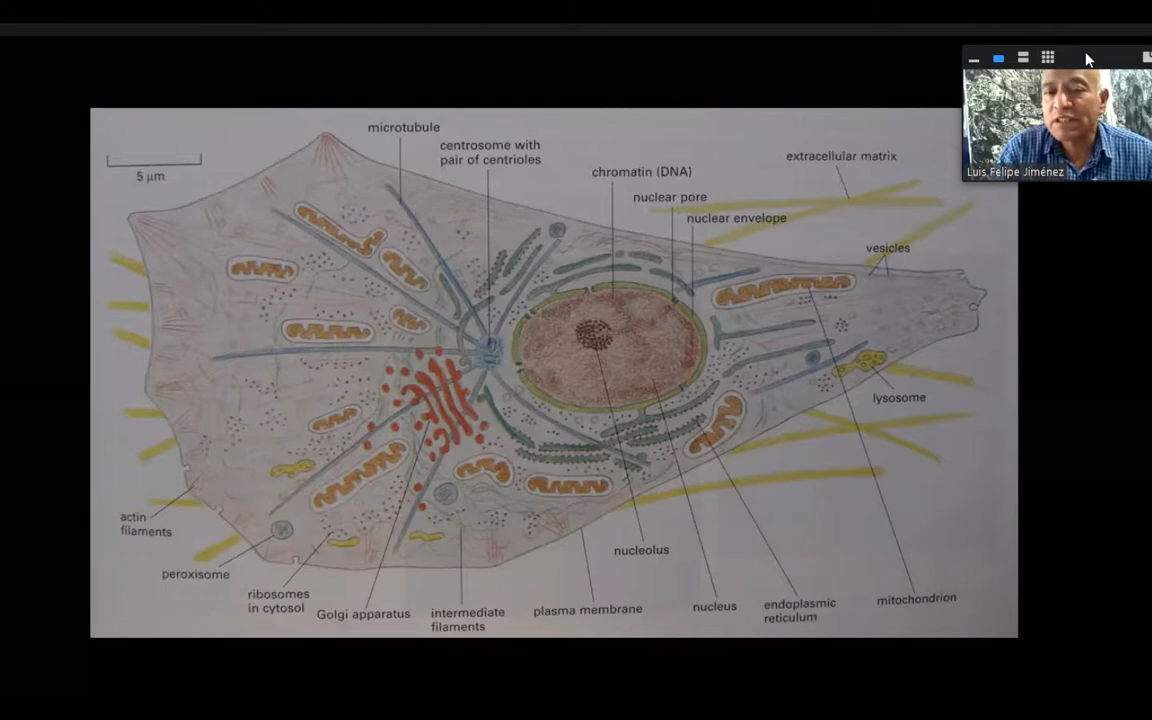 Luis Felipe Jiménez
microtubule
centrosome with
pair of centrioles
5 µm
chromatin (DNA)
nuclear pore
nuclear envelope
extracellular matrix
vesicles
lysosome
actin
filaments
peroxisome
ribosomes
in cytosol
Golgi apparatus
intermediate
filaments
plasma membrane
nucleolus
nucleus
endoplasmic
reticulum
mitochondrion